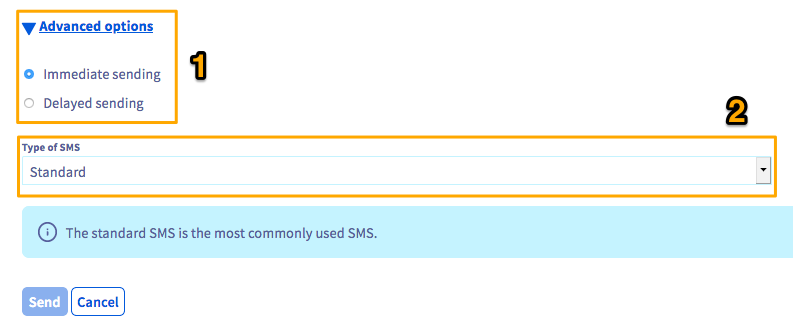 Advanced options
1
Immediate sending
Delayed sending
2
Type of SMS
Standard
The standard SMS is the most commonly used SMS.
Send Cancel